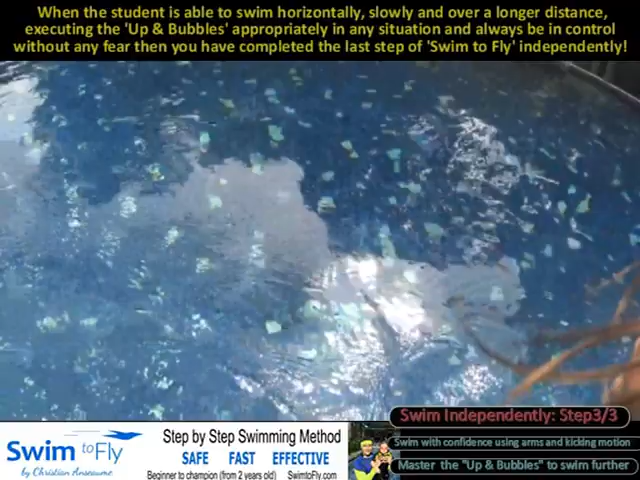 When the student is able to swim horizontally, slowly and over a longer distance,
executing the 'Up & Bubbles' appropriately in any situation and always be in control
without any fear then you have completed the last step of 'Swim to Fly' independently!
Swim Independently: Step3/3
Swim with confidence using arms and kicking motion
Master the "Up & Bubbles" to swim further
Swim to Fly
by Christian Anseaume
Step by Step Swimming Method
SAFE FAST EFFECTIVE
Beginner to champion (from 2 years old) SwimtoFly.com